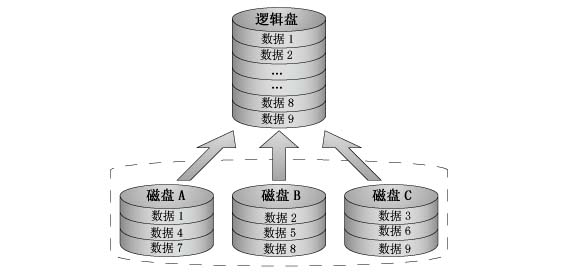 逻辑盘
数据 1
数据 2
...
...
数据 8
数据 9
磁盘 A
数据 1
数据 4
数据 7
磁盘 B
数据 2
数据 5
数据 8
磁盘 C
数据 3
数据 6
数据 9